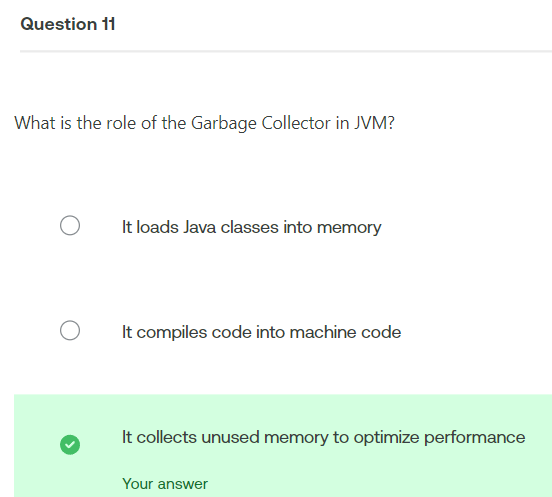 Question 11
What is the role of the Garbage Collector in JVM?
It loads Java classes into memory
It compiles code into machine code
It collects unused memory to optimize performance
Your answer